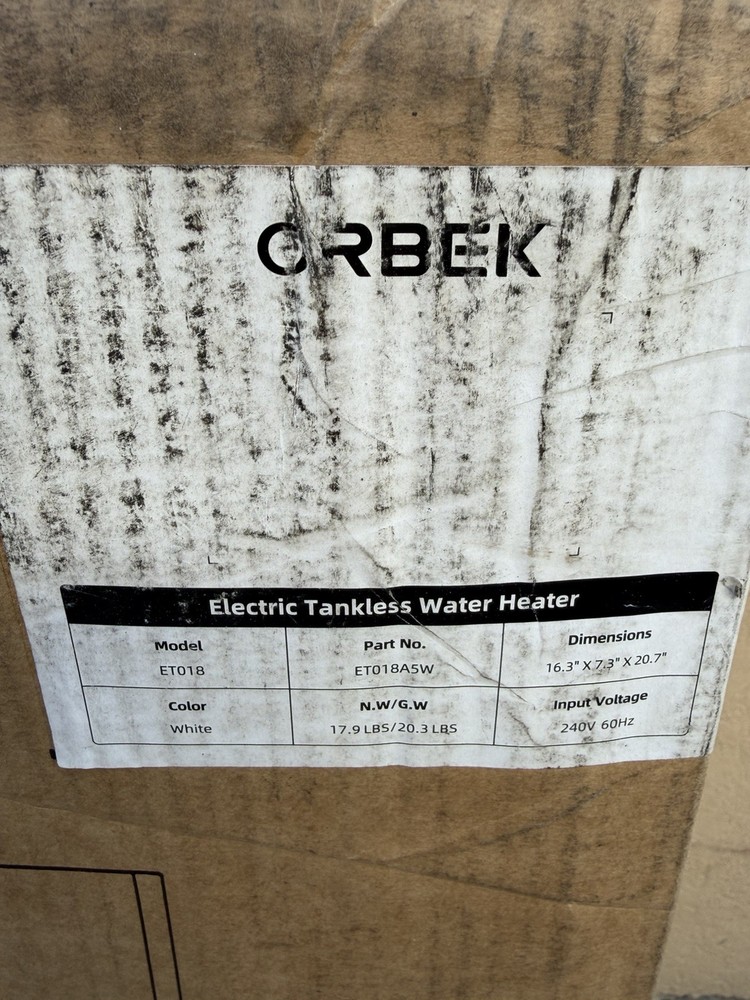 ORBEK
Electric Tankless Water Heater
Model
ET018
Part No.
ET018A5W
Dimensions
16.3" X 7.3" X 20.7"
Color
White
N.W/G.W
17.9 LBS/20.3 LBS
Input Voltage
240V 60Hz